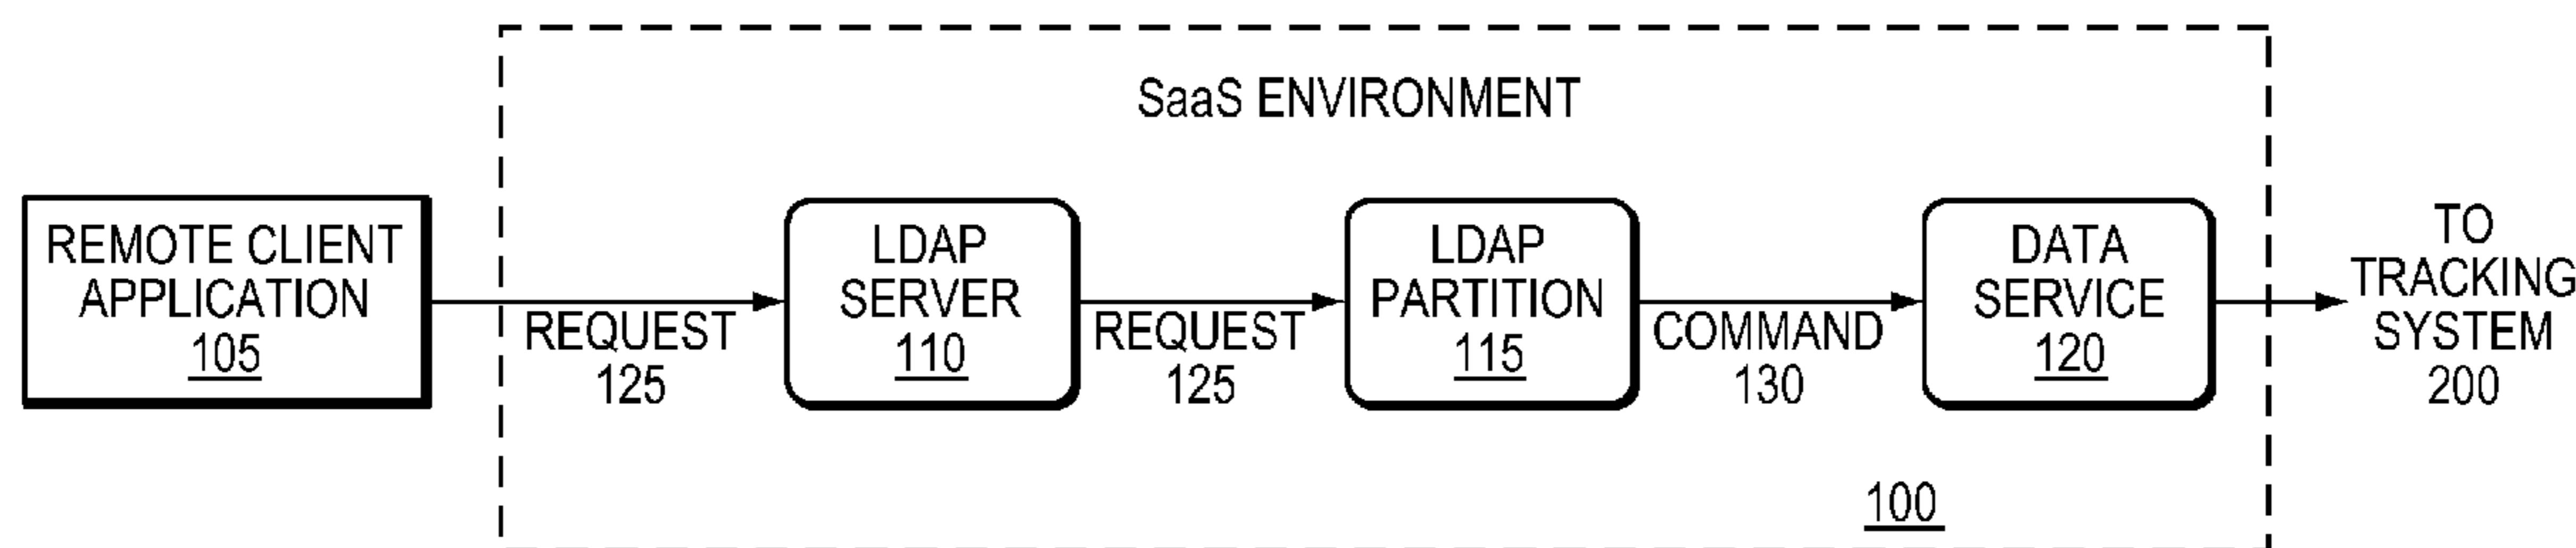 SaaS ENVIRONMENT
REMOTE CLIENT
APPLICATION
105
REQUEST
125
LDAP
SERVER
110
REQUEST
125
LDAP
PARTITION
115
COMMAND
130
DATA
SERVICE
120
TO
TRACKING
SYSTEM
200
100